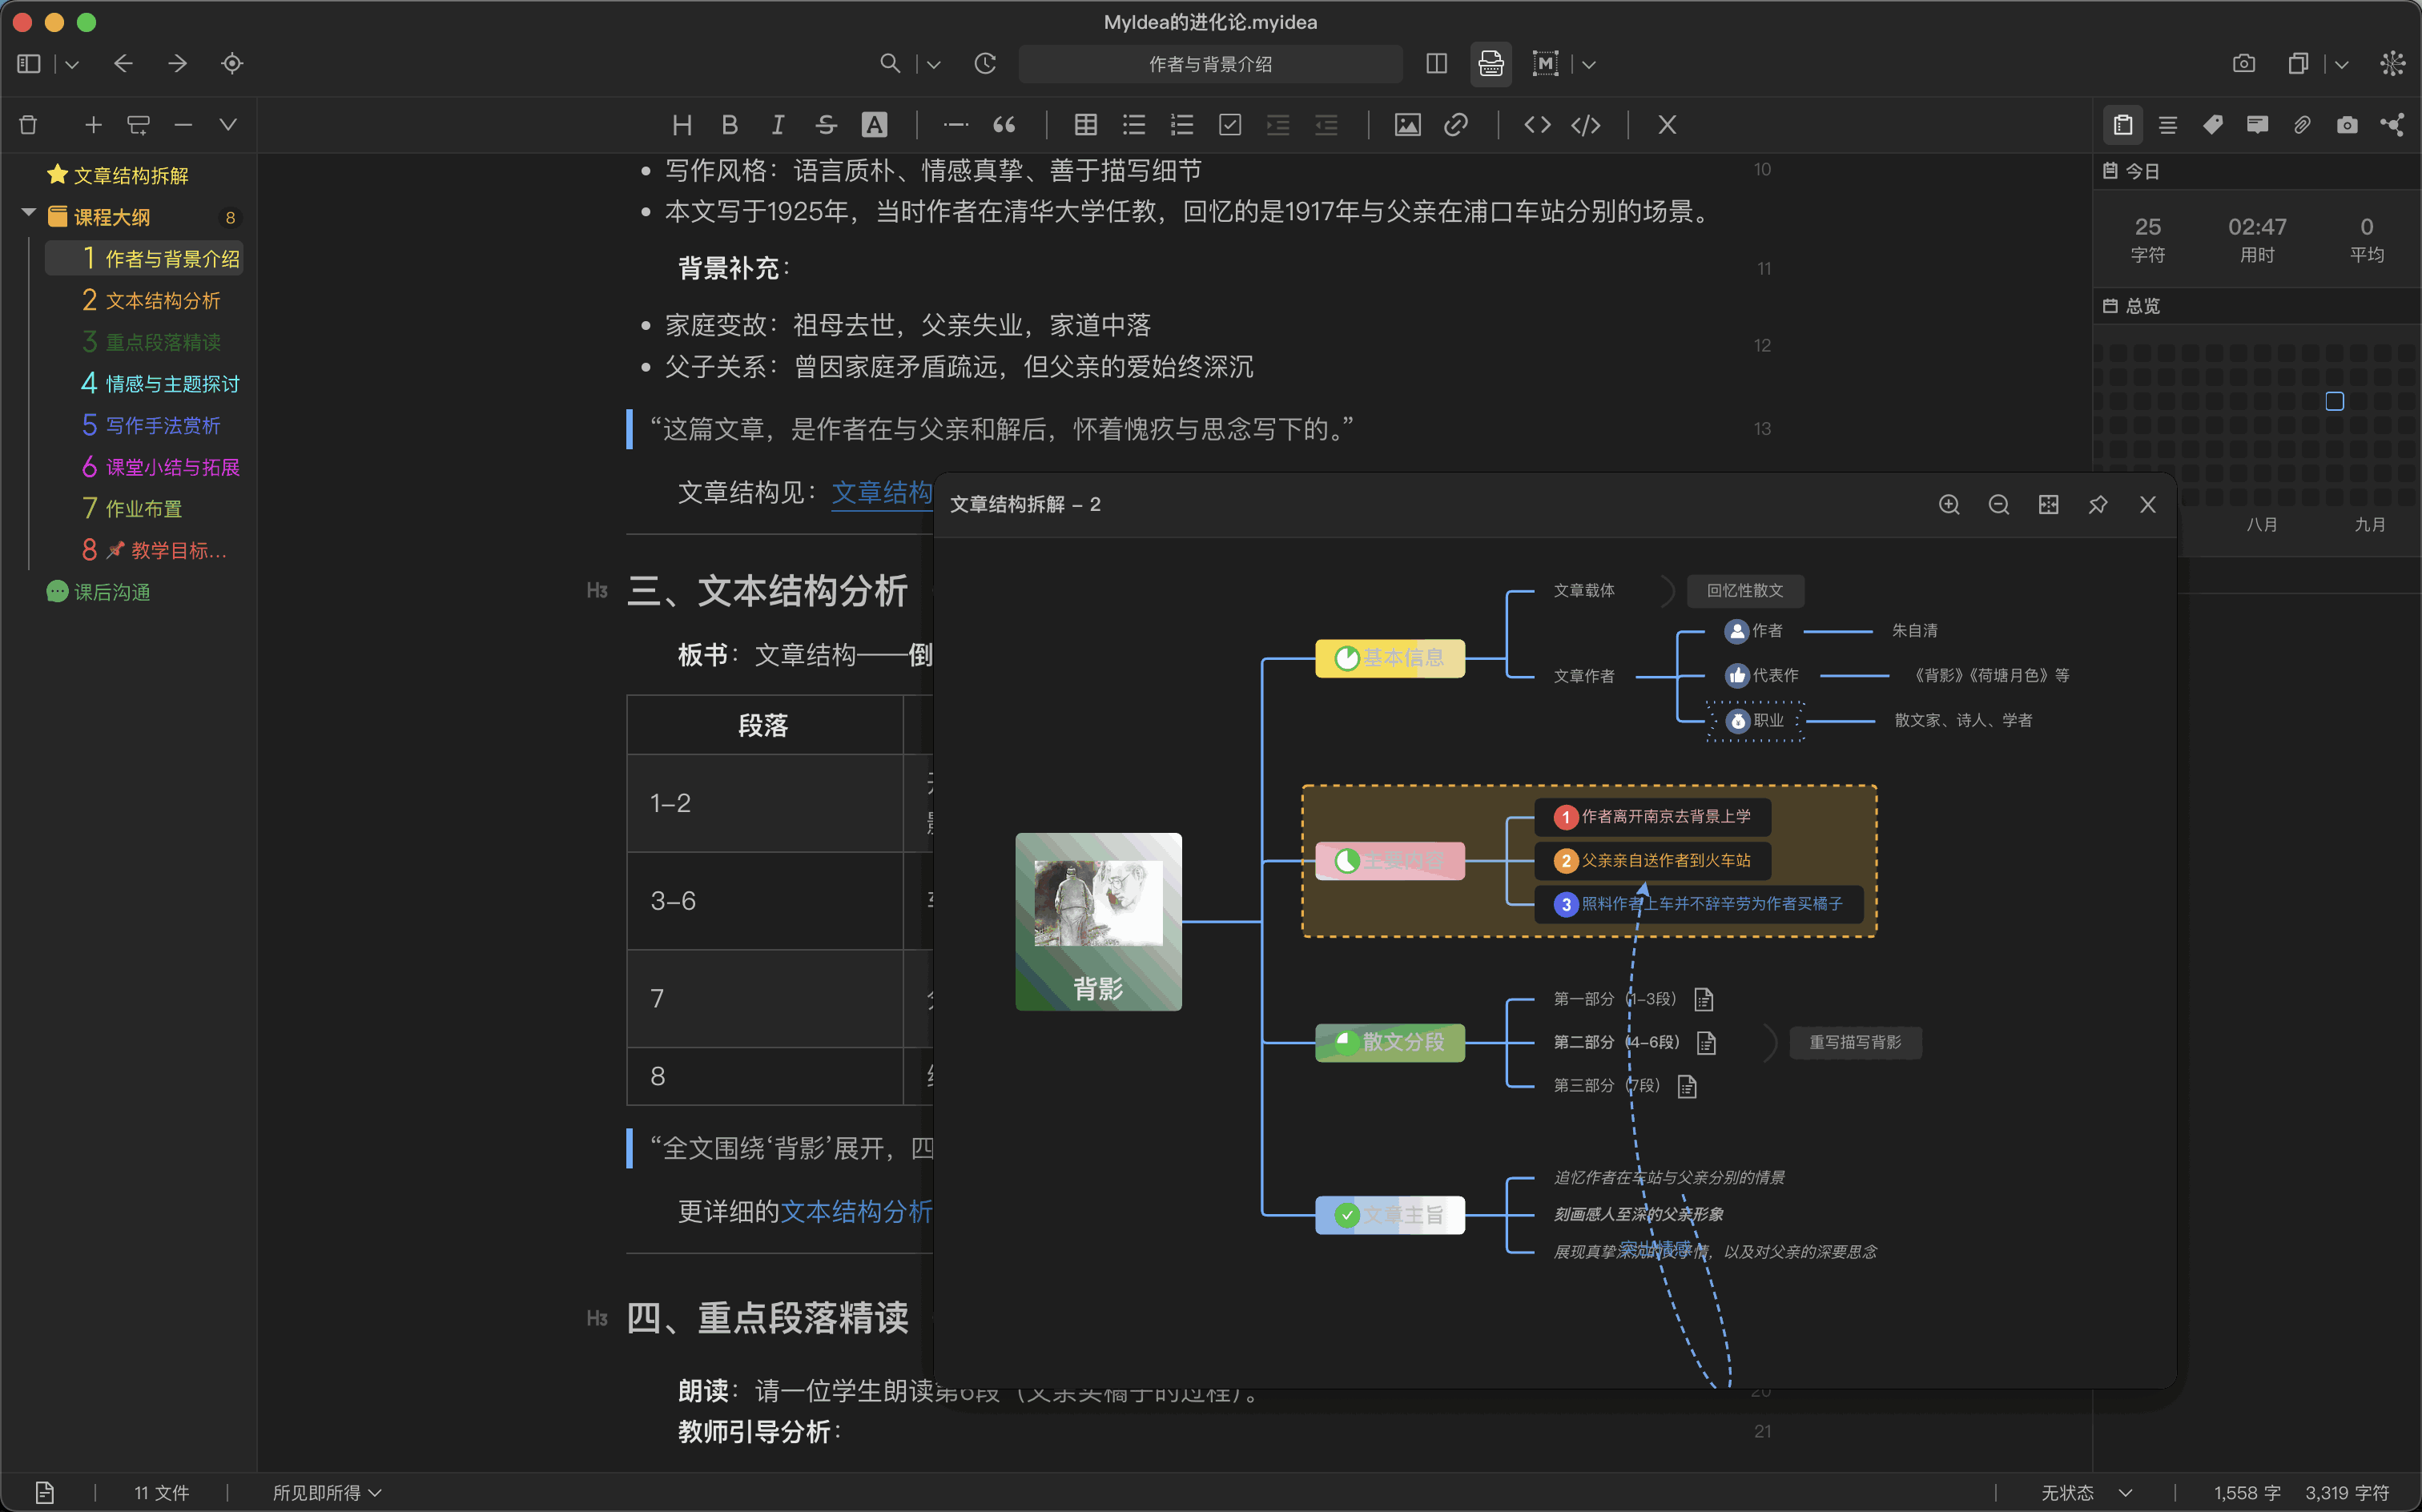 MyIdea的进化论.myidea
作者与背景介绍
文章结构拆解
课程大纲 8
1 作者与背景介绍
2 文本结构分析
3 重点段落精读
4 情感与主题探讨
5 写作手法赏析
6 课堂小结与拓展
7 作业布置
8 教学目标...
课后沟通
H B I S A
M
• 写作风格：语言质朴、情感真挚、善于描写细节
10
• 本文写于1925年，当时作者在清华大学任教，回忆的是1917年与父亲在浦口车站分别的场景。
背景补充：
11
• 家庭变故：祖母去世，父亲失业，家道中落
• 父子关系：曾因家庭矛盾疏远，但父亲的爱始终深沉
12
“这篇文章，是作者在与父亲和解后，怀着愧疚与思念写下的。”
13
文章结构见：文章结构
H3 三、文本结构分析
板书：文章结构——倒
段落
1–2
3–6
7
8
“全文围绕‘背影’展开，四
更详细的文本结构分析
H3 四、重点段落精读
朗读：请一位学生朗读第6段（父亲买橘子的过程）。
20
教师引导分析：
21
文章结构拆解 – 2
背影
基本信息
文章载体
回忆性散文
文章作者
作者
朱自清
代表作
《背影》《荷塘月色》等
职业
散文家、诗人、学者
主要内容
1 作者离开南京去背景上学
2 父亲亲自送作者到火车站
3 照料作者上车并不辞辛劳为作者买橘子
散文分段
第一部分（1–3段）
第二部分（4–6段）
第三部分（7段）
重写描写背影
文章主旨
追忆作者在车站与父亲分别的情景
刻画感人至深的父亲形象
展现真挚深沉的父子情，以及对父亲的深要思念
突出情感
今日
25 02:47 0
字符 用时 平均
总览
八月 九月
11 文件
所见即所得
无状态
1,558 字
3,319 字符